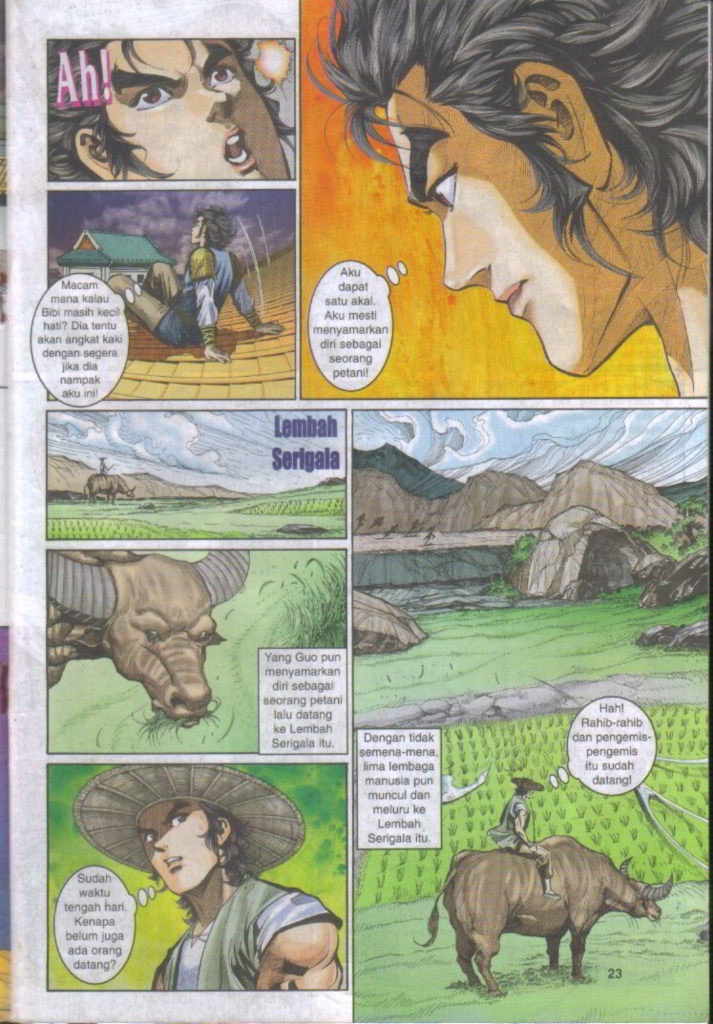 Ah!
Macam
mana kalau
Bibi masih kecil
hati? Dia tentu
akan angkat kaki
dengan segera
jika dia
nampak
aku ini!
Aku
dapat
satu akal.
Aku mesti
menyamarkan
diri sebagai
seorang
petani!
Lembah
Serigala
Yang Guo pun
menyamarkan
diri sebagai
seorang petani
lalu datang
ke Lembah
Serigala itu.
Sudah
waktu
tengah hari.
Kenapa
belum juga
ada orang
datang?
Dengan tidak
semena-mena,
lima lembaga
manusia pun
muncul dan
meluru ke
Lembah
Serigala itu.
Hah!
Rahib-rahib
dan pengemis-
pengemis
itu sudah
datang!
23